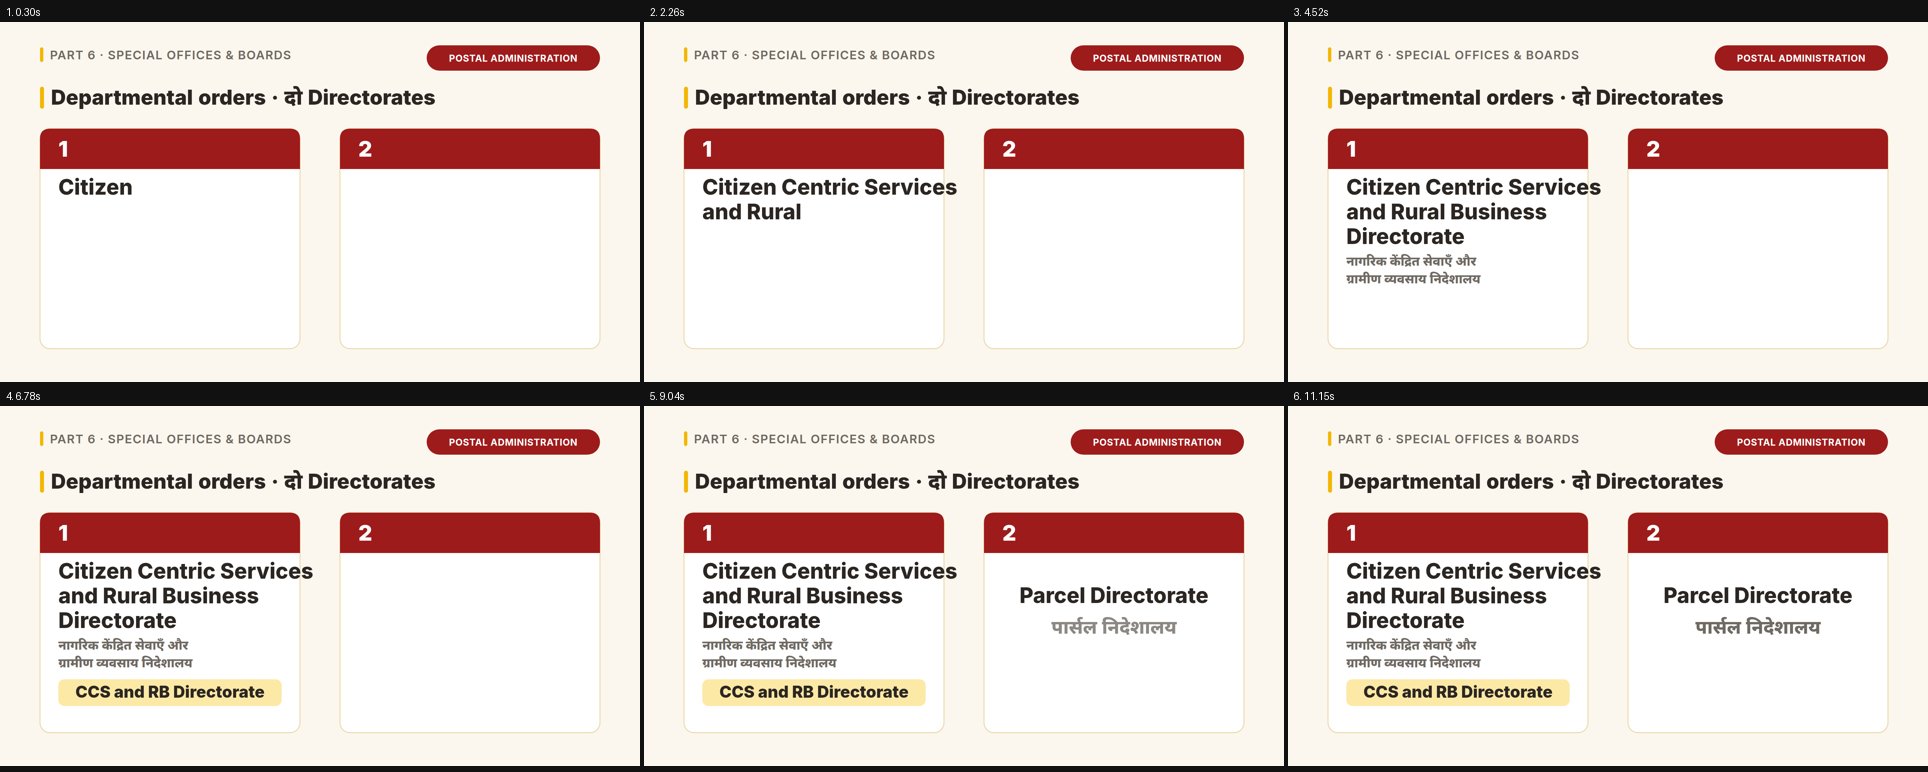 1. 0.30s
PART 6 · SPECIAL OFFICES & BOARDS
POSTAL ADMINISTRATION
Departmental orders · दो Directorates
1
Citizen
2
2. 2.26s
PART 6 · SPECIAL OFFICES & BOARDS
POSTAL ADMINISTRATION
Departmental orders · दो Directorates
1
Citizen Centric Services
and Rural
2
3. 4.52s
PART 6 · SPECIAL OFFICES & BOARDS
POSTAL ADMINISTRATION
Departmental orders · दो Directorates
1
Citizen Centric Services
and Rural Business
Directorate
नागरिक केंद्रित सेवाएँ और
ग्रामीण व्यवसाय निदेशालय
2
4. 6.78s
PART 6 · SPECIAL OFFICES & BOARDS
POSTAL ADMINISTRATION
Departmental orders · दो Directorates
1
Citizen Centric Services
and Rural Business
Directorate
नागरिक केंद्रित सेवाएँ और
ग्रामीण व्यवसाय निदेशालय
CCS and RB Directorate
2
5. 9.04s
PART 6 · SPECIAL OFFICES & BOARDS
POSTAL ADMINISTRATION
Departmental orders · दो Directorates
1
Citizen Centric Services
and Rural Business
Directorate
नागरिक केंद्रित सेवाएँ और
ग्रामीण व्यवसाय निदेशालय
CCS and RB Directorate
2
Parcel Directorate
पार्सल निदेशालय
6. 11.15s
PART 6 · SPECIAL OFFICES & BOARDS
POSTAL ADMINISTRATION
Departmental orders · दो Directorates
1
Citizen Centric Services
and Rural Business
Directorate
नागरिक केंद्रित सेवाएँ और
ग्रामीण व्यवसाय निदेशालय
CCS and RB Directorate
2
Parcel Directorate
पार्सल निदेशालय